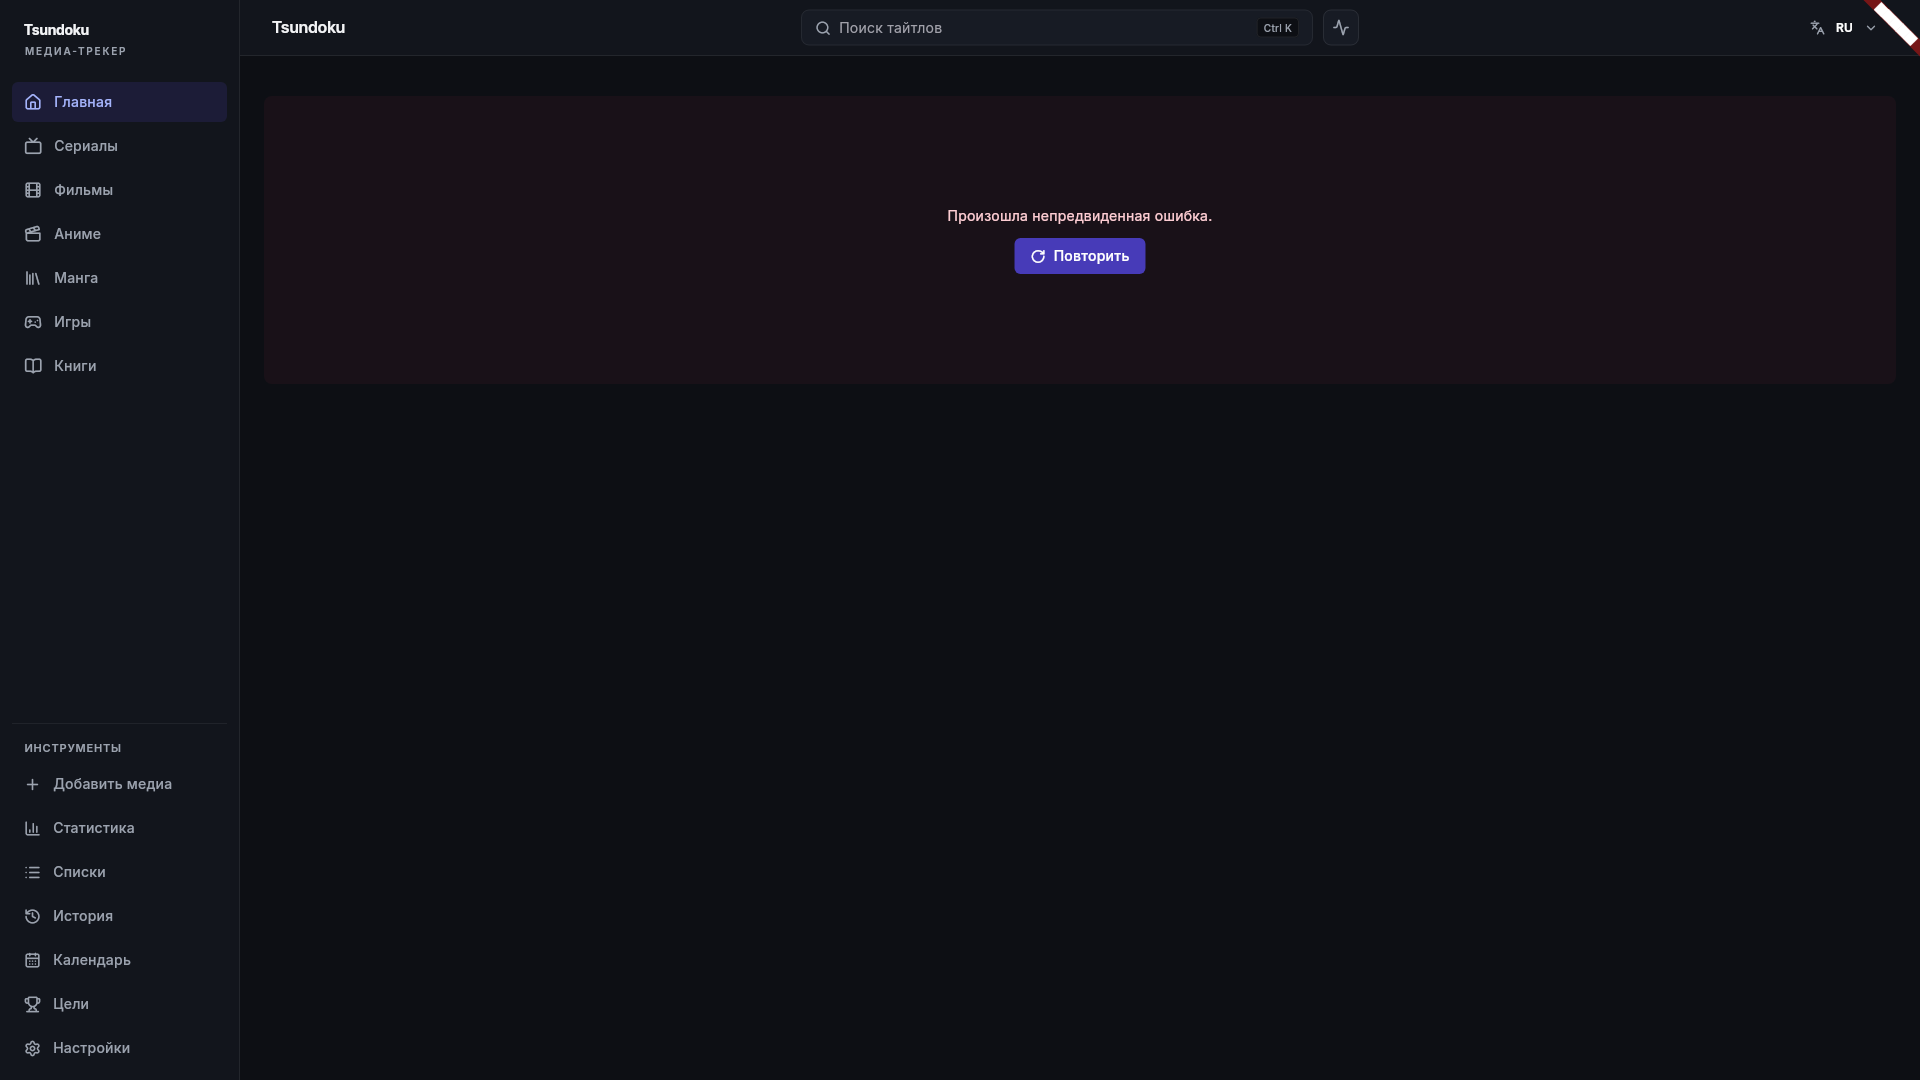 Tsundoku
МЕДИА-ТРЕКЕР
Главная
Сериалы
Фильмы
Аниме
Манга
Игры
Книги
ИНСТРУМЕНТЫ
Добавить медиа
Статистика
Списки
История
Календарь
Цели
Настройки
Tsundoku
Поиск тайтлов
Ctrl K
RU
Произошла непредвиденная ошибка.
Повторить